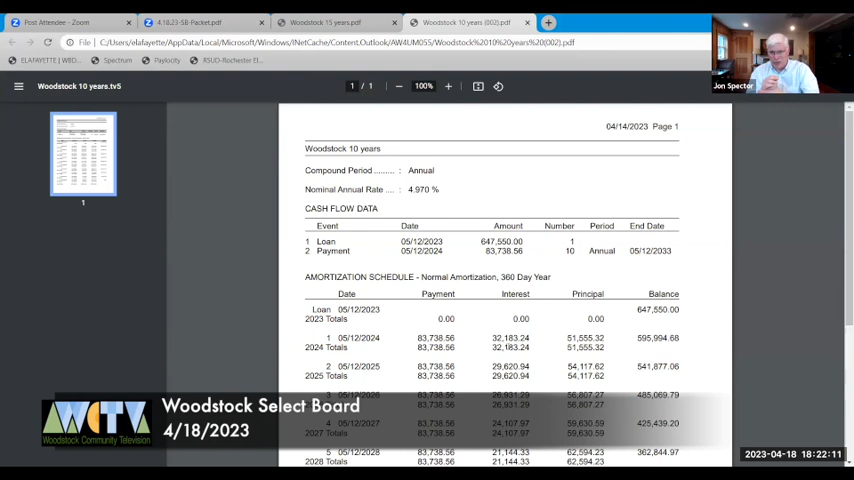 Post Attendee - Zoom
4.18.23-SB-Packet.pdf
Woodstock 15 years.pdf
Woodstock 10 years (002).pdf
File
C:/Users/elafayette/AppData/Local/Microsoft/Windows/INetCache/Content.Outlook/AW4UM055/Woodstock%2010%20years%20(002).pdf
ELAFAYETTE | WBD...
Spectrum
Paylocity
RSUD-Rochester EL...
Woodstock 10 years.tv5
1 / 1
100%
Jon Spector
1
04/14/2023 Page 1
Woodstock 10 years
Compound Period ......... : Annual
Nominal Annual Rate .... : 4.970 %
CASH FLOW DATA
Event Date Amount Number Period End Date
1 Loan 05/12/2023 647,550.00 1
2 Payment 05/12/2024 83,738.56 10 Annual 05/12/2033
AMORTIZATION SCHEDULE - Normal Amortization, 360 Day Year
Date Payment Interest Principal Balance
Loan 05/12/2023 647,550.00
2023 Totals 0.00 0.00 0.00
1 05/12/2024 83,738.56 32,183.24 51,555.32 595,994.68
2024 Totals 83,738.56 32,183.24 51,555.32
2 05/12/2025 83,738.56 29,620.94 54,117.62 541,877.06
2025 Totals 83,738.56 29,620.94 54,117.62
3 05/12/2026 83,738.56 26,931.29 56,807.27 485,069.79
83,738.56 26,931.29 56,807.27
4 05/12/2027 83,738.56 24,107.97 59,630.59 425,439.20
2027 Totals 83,738.56 24,107.97 59,630.59
5 05/12/2028 83,738.56 21,144.33 62,594.23 362,844.97
2028 Totals 83,738.56 21,144.33 62,594.23
WCTV
Woodstock Community Television
Woodstock Select Board
4/18/2023
2023-04-18 18:22:11